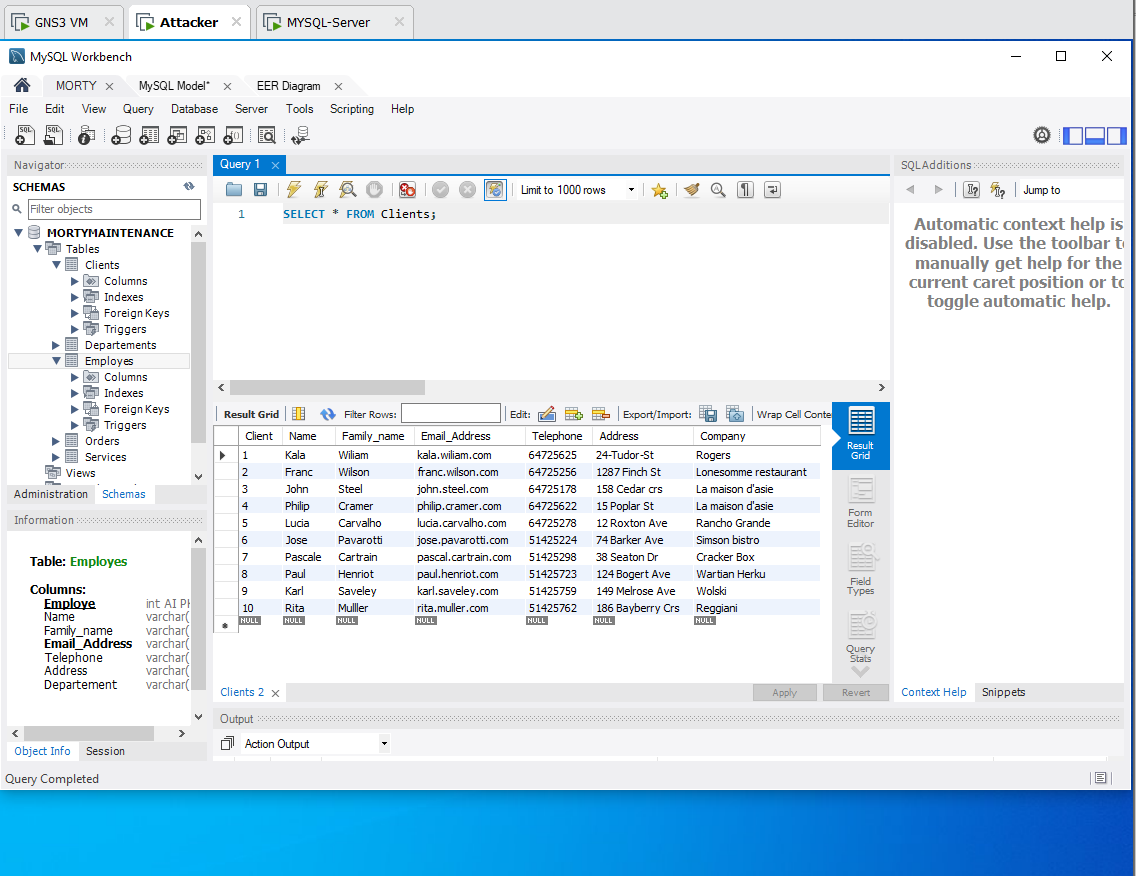 GNS3 VM Attacker MYSQL-Server
MySQL Workbench
MORTY MySQL Model* EER Diagram
File Edit View Query Database Server Tools Scripting Help
Navigator
SCHEMAS
Filter objects
MORTYMAINTENANCE
Tables
Clients
Columns
Indexes
Foreign Keys
Triggers
Departements
Employes
Columns
Indexes
Foreign Keys
Triggers
Orders
Services
Views
Administration Schemas
Information
Table: Employes
Columns:
Employe int AI PK
Name varchar(
Family_name varchar(
Email_Address varchar(
Telephone varchar(
Address varchar(
Departement varchar(
Object Info Session
Query 1
Limit to 1000 rows
1 SELECT * FROM Clients;
Result Grid Filter Rows: Edit: Export/Import: Wrap Cell Conte
Client Name Family_name Email_Address Telephone Address Company
1 Kala Wiliam kala.wiliam.com 64725625 24-Tudor-St Rogers
2 Franc Wilson franc.wilson.com 64725256 1287 Finch St Lonesomme restaurant
3 John Steel john.steel.com 64725178 158 Cedar crs La maison d'asie
4 Philip Cramer philip.cramer.com 64725622 15 Poplar St La maison d'asie
5 Lucia Carvalho lucia.carvalho.com 64725278 12 Roxton Ave Rancho Grande
6 Jose Pavarotti jose.pavarotti.com 51425224 74 Barker Ave Simson bistro
7 Pascale Cartrain pascal.cartrain.com 51425298 38 Seaton Dr Cracker Box
8 Paul Henriot paul.henriot.com 51425723 124 Bogert Ave Wartian Herku
9 Karl Saveley karl.saveley.com 51425759 149 Melrose Ave Wolski
10 Rita Mulller rita.muller.com 51425762 186 Bayberry Crs Reggiani
NULL NULL NULL NULL NULL NULL NULL
Result
Grid
Form
Editor
Field
Types
Query
Stats
Clients 2 Apply Revert
Output
Action Output
SQLAdditions
Jump to
Automatic context help is
disabled. Use the toolbar to
manually get help for the
current caret position or to
toggle automatic help.
Context Help Snippets
Query Completed